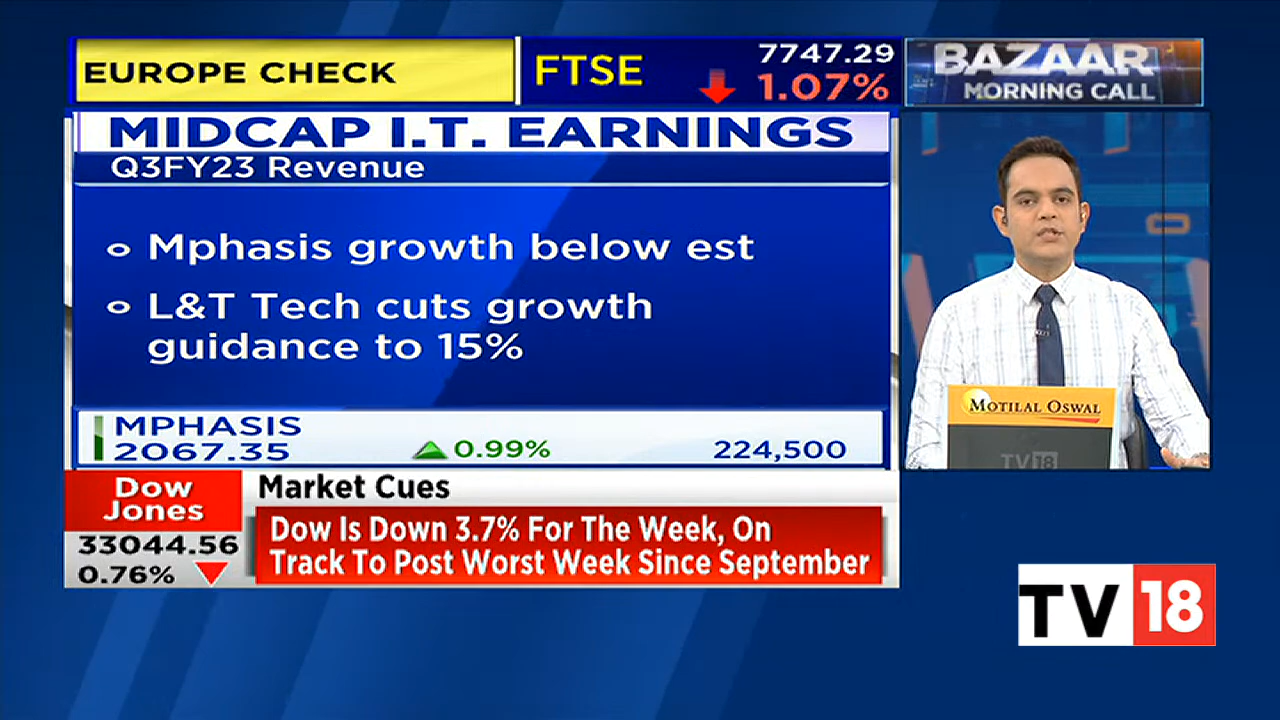 EUROPE CHECK
FTSE
7747.29
1.07%
BAZAAR
MORNING CALL
MIDCAP I.T. EARNINGS
Q3FY23 Revenue
Mphasis growth below est
L&T Tech cuts growth
guidance to 15%
MPHASIS
2067.35
0.99%
224,500
MOTILAL OSWAL
TV18
Dow
Jones
33044.56
0.76%
Market Cues
Dow Is Down 3.7% For The Week, On
Track To Post Worst Week Since September
TV 18